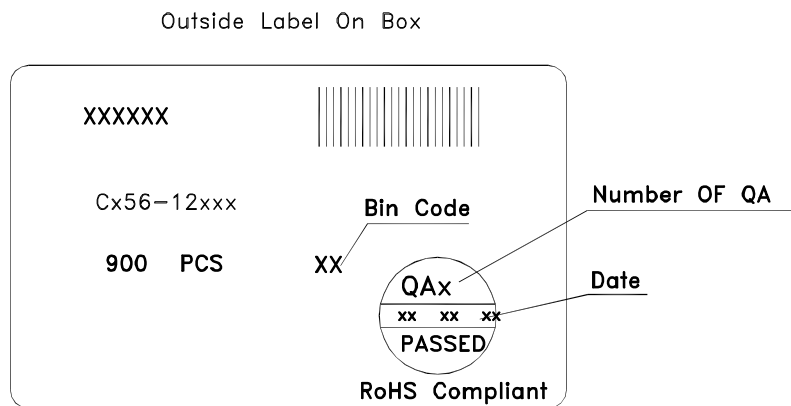 Outside Label On Box
XXXXXX
Cx56-12xxx
Bin Code
Number OF QA
900 PCS
XX
QAx
Date
xx xx xx
PASSED
RoHS Compliant